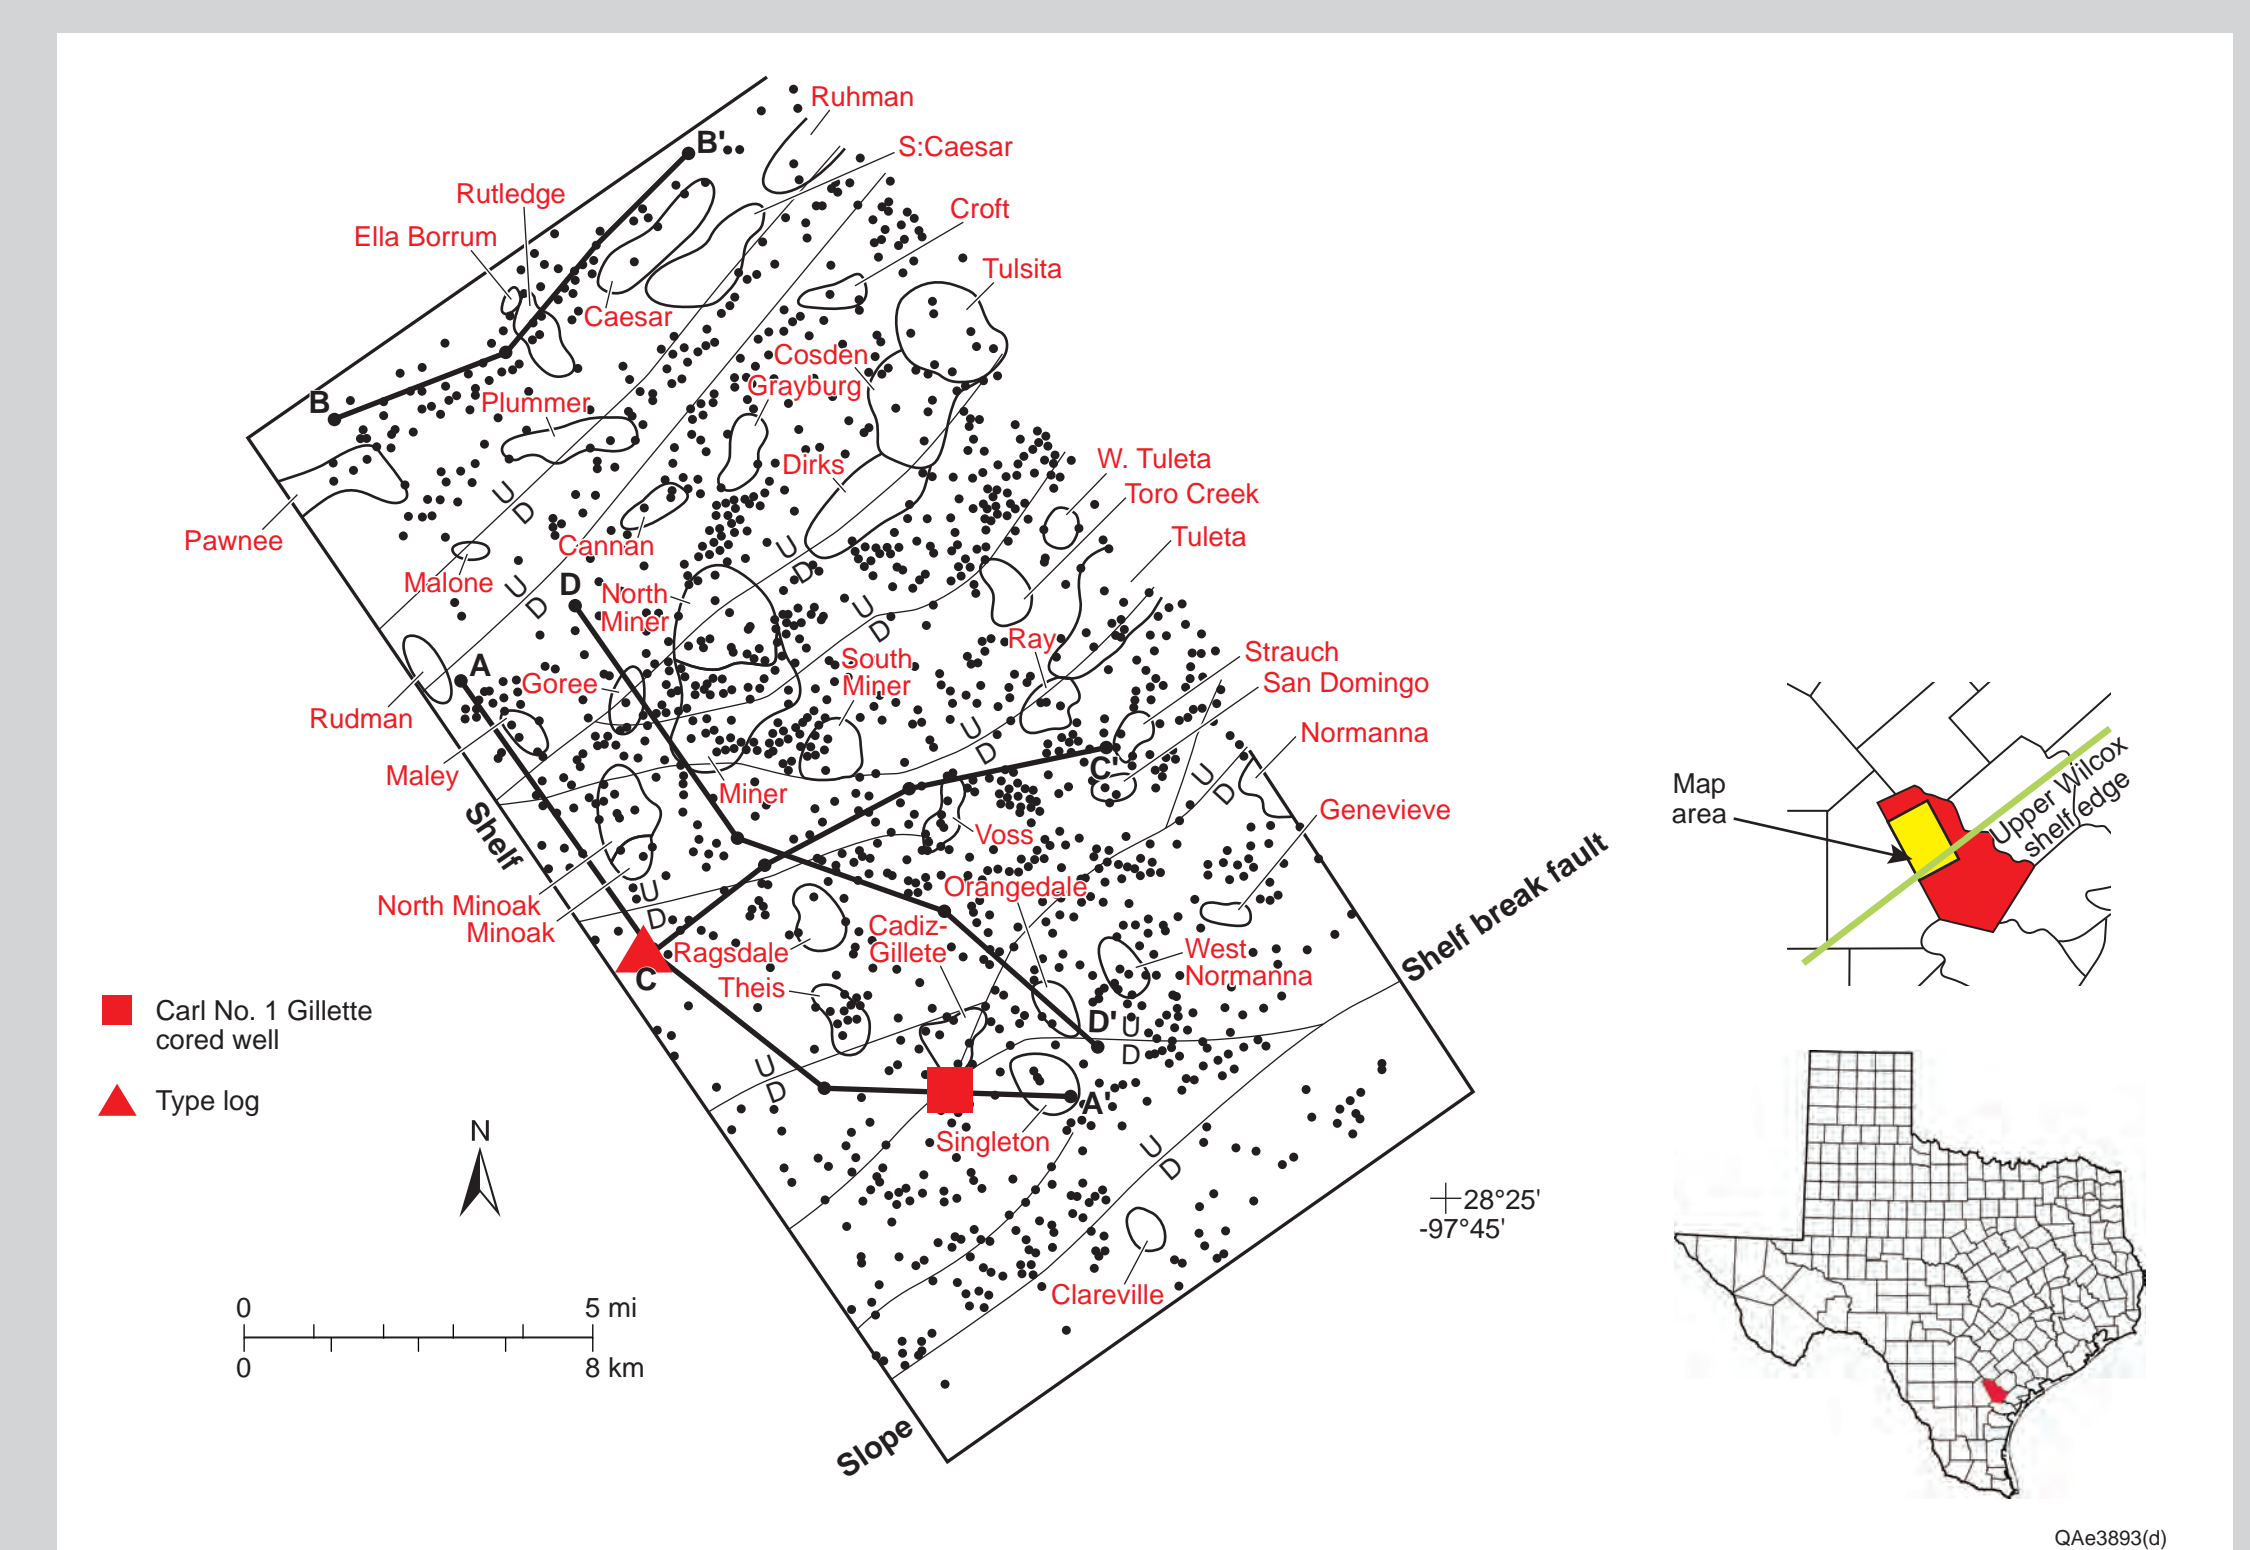 Ruhman
B'
S:Caesar
Rutledge
Croft
Ella Borrum
Tulsita
Caesar
Cosden
Grayburg
B
Plummer
W. Tuleta
Dirks
Toro Creek
U
D
Tuleta
Pawnee
Cannan
U
D
Malone
D
U
D
North
Miner
U
D
Ray
Strauch
A
South
Miner
Goree
San Domingo
Rudman
U
D
Normanna
C'
Maley
U
D
Miner
Genevieve
Shelf
Voss
Map
area
Upper Wilcox
shelf edge
North Minoak
Minoak
U
D
Orangedale
Cadiz-
Gillete
Shelf break fault
Ragsdale
West
Normanna
C
Theis
Carl No. 1 Gillette
cored well
D'
U
D
U
D
Type log
A'
N
Singleton
U
D
28°25'
-97°45'
Clareville
0
5 mi
0
8 km
Slope
QAe3893(d)